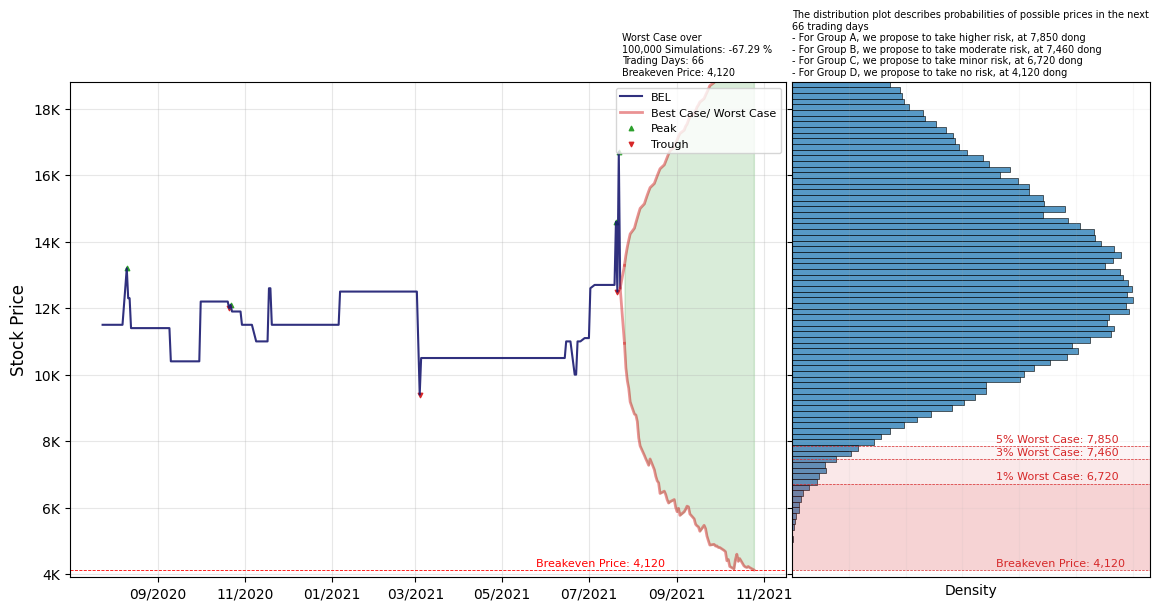 The distribution plot describes probabilities of possible prices in the next
66 trading days
- For Group A, we propose to take higher risk, at 7,850 dong
- For Group B, we propose to take moderate risk, at 7,460 dong
- For Group C, we propose to take minor risk, at 6,720 dong
- For Group D, we propose to take no risk, at 4,120 dong
Worst Case over
100,000 Simulations: -67.29 %
Trading Days: 66
Breakeven Price: 4,120
BEL
Best Case/ Worst Case
Peak
Trough
Stock Price
18K
16K
14K
12K
10K
8K
6K
4K
Breakeven Price: 4,120
09/2020
11/2020
01/2021
03/2021
05/2021
07/2021
09/2021
11/2021
5% Worst Case: 7,850
3% Worst Case: 7,460
1% Worst Case: 6,720
Breakeven Price: 4,120
Density